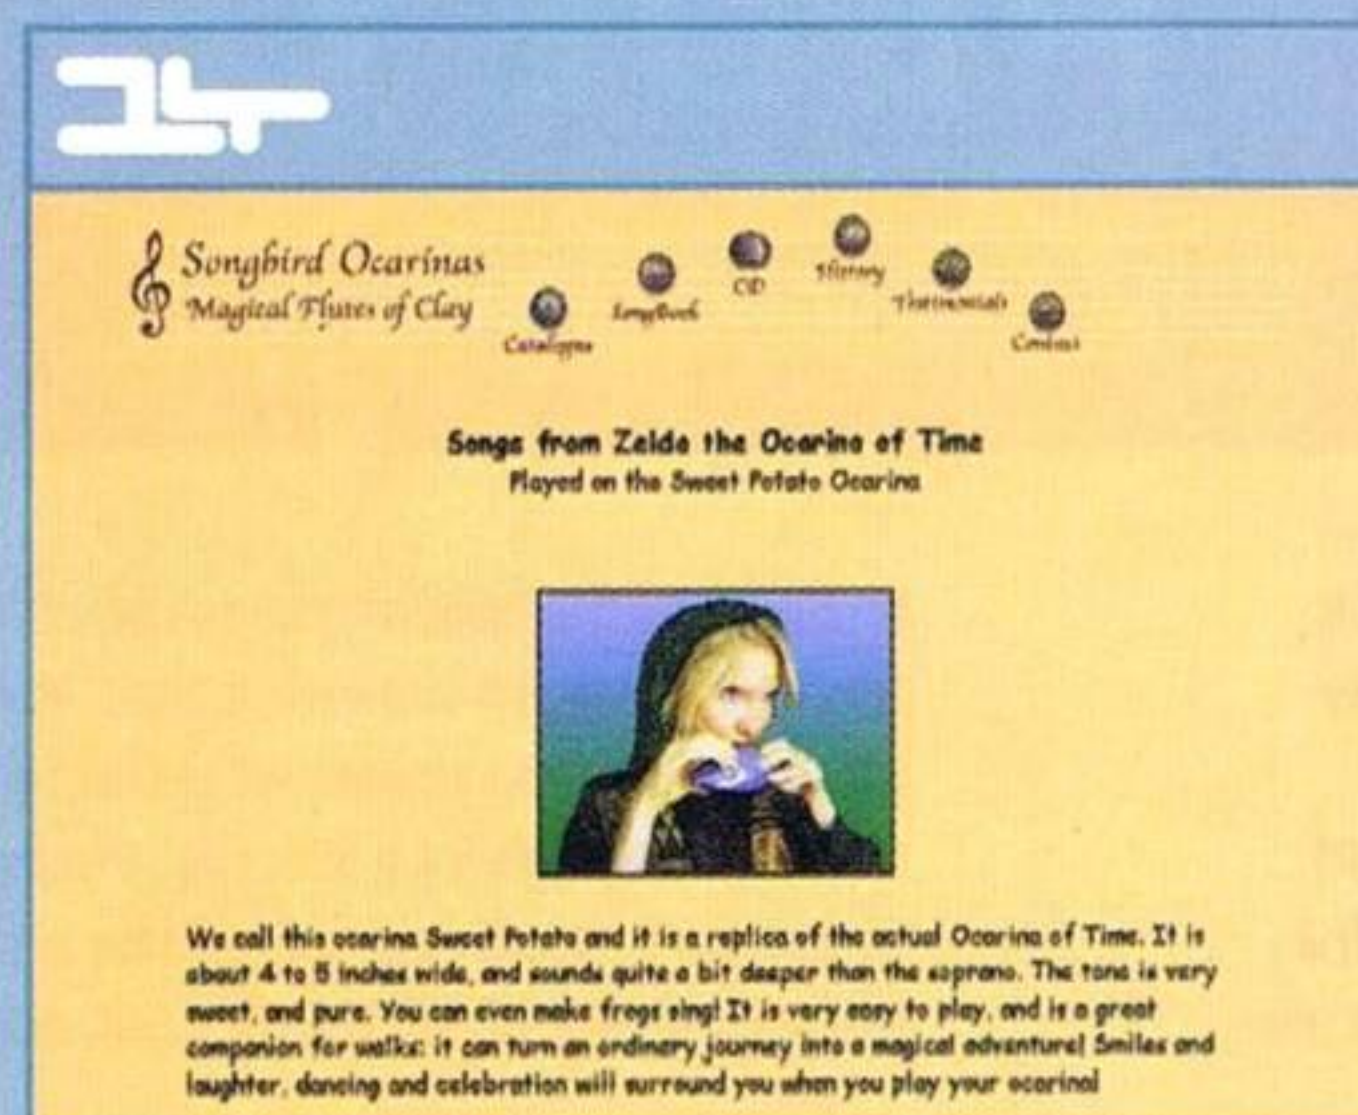 Songbird Ocarinas
Magical Flutes of Clay
Catalogue
SongBook
CD
History
Testimonials
Contact
Songs from Zelda the Ocarina of Time
Played on the Sweet Potato Ocarina
We call this ocarina Sweet Potato and it is a replica of the actual Ocarina of Time. It is
about 4 to 5 inches wide, and sounds quite a bit deeper than the soprano. The tone is very
sweet, and pure. You can even make frogs sing! It is very easy to play, and is a great
companion for walks: it can turn an ordinary journey into a magical adventure! Smiles and
laughter, dancing and celebration will surround you when you play your ocarina!